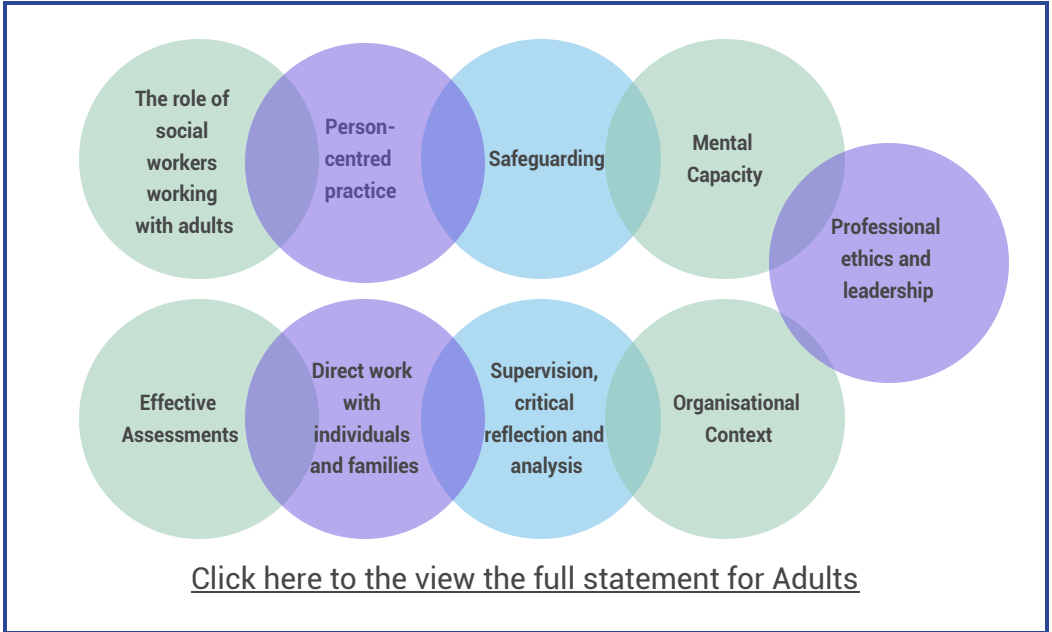 The role of
social
workers
working
with adults
Person-
centred
practice
Safeguarding
Mental
Capacity
Professional
ethics and
leadership
Effective
Assessments
Direct work
with
individuals
and families
Supervision,
critical
reflection and
analysis
Organisational
Context
Click here to the view the full statement for Adults